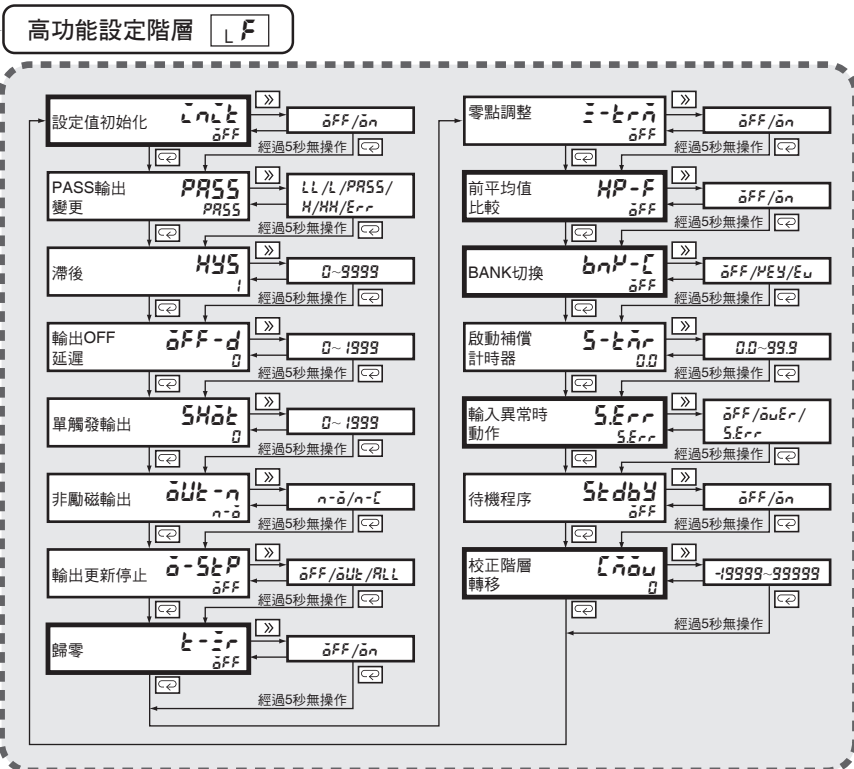 高功能設定階層 LF
設定值初始化 init
oFF
oFF/on
經過5秒無操作
PASS輸出
變更
PASS
PASS
LL/L/PASS/
H/HH/Err
經過5秒無操作
滯後 HYS
1
0~9999
經過5秒無操作
輸出OFF
延遲
oFF-d
0
0~1999
經過5秒無操作
單觸發輸出 SHot
0
0~1999
經過5秒無操作
非勵磁輸出 oUt-n
n-o
n-o/n-C
經過5秒無操作
輸出更新停止 o-StP
oFF
oFF/oUt/ALL
經過5秒無操作
歸零 t-Zr
oFF
oFF/on
經過5秒無操作
零點調整 Z-trm
oFF
oFF/on
經過5秒無操作
前平均值
比較
HP-F
oFF
oFF/on
經過5秒無操作
BANK切換 bnK-C
oFF
oFF/KEY/Ev
經過5秒無操作
啟動補償
計時器
S-tmr
0.0
0.0~99.9
經過5秒無操作
輸入異常時
動作
S.Err
S.Err
oFF/ovEr/
S.Err
經過5秒無操作
待機程序 Stdby
oFF
oFF/on
經過5秒無操作
校正階層
轉移
Cmov
0
-19999~99999
經過5秒無操作